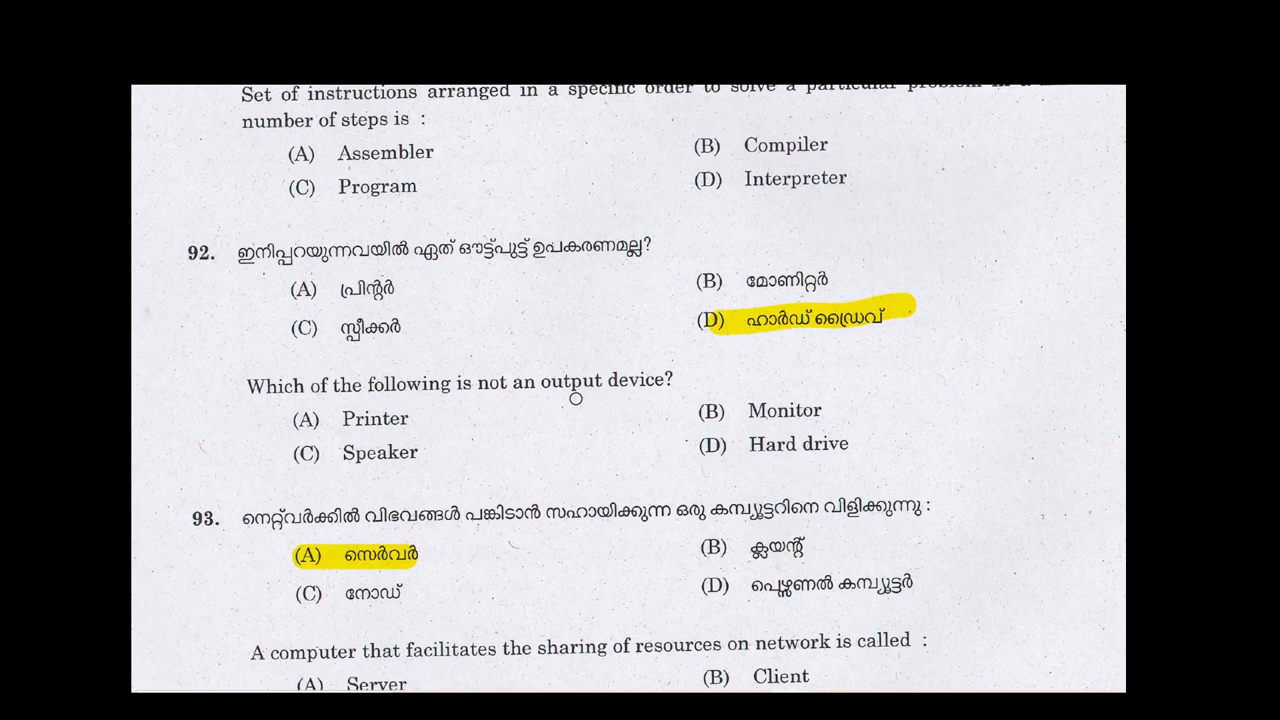 Set of instructions arranged in a specific order to solve a particular problem in a
number of steps is :
(A) Assembler (B) Compiler
(C) Program (D) Interpreter
92. ഇനിപ്പറയുന്നവയിൽ ഏത് ഔട്ട്പുട്ട് ഉപകരണമല്ല?
(A) പ്രിന്റർ (B) മോണിറ്റർ
(C) സ്പീക്കർ (D) ഹാർഡ് ഡ്രൈവ്
Which of the following is not an output device?
(A) Printer (B) Monitor
(C) Speaker (D) Hard drive
93. നെറ്റ്‌വർക്കിൽ വിഭവങ്ങൾ പങ്കിടാൻ സഹായിക്കുന്ന ഒരു കമ്പ്യൂട്ടറിനെ വിളിക്കുന്നു :
(A) സെർവർ (B) ക്ലയന്റ്
(C) നോഡ് (D) പെഴ്സണൽ കമ്പ്യൂട്ടർ
A computer that facilitates the sharing of resources on network is called :
(A) Server (B) Client